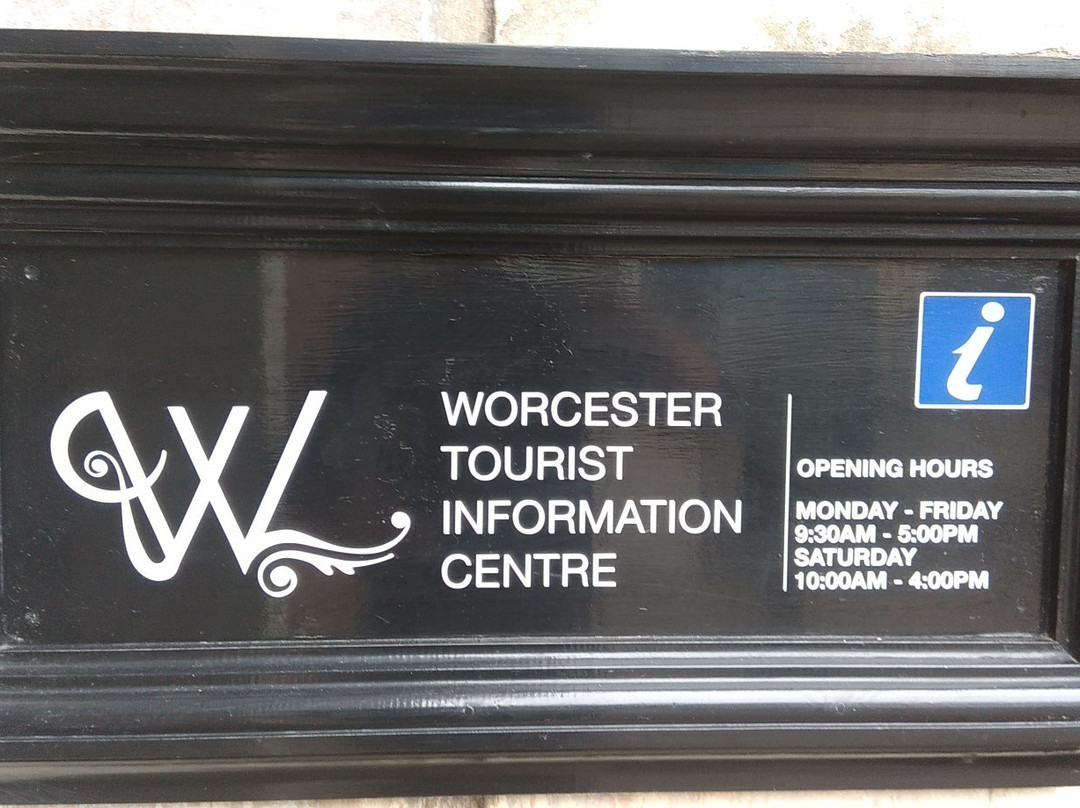 W
WORCESTER
TOURIST
INFORMATION
CENTRE
i
OPENING HOURS
MONDAY - FRIDAY
9:30AM - 5:00PM
SATURDAY
10:00AM - 4:00PM